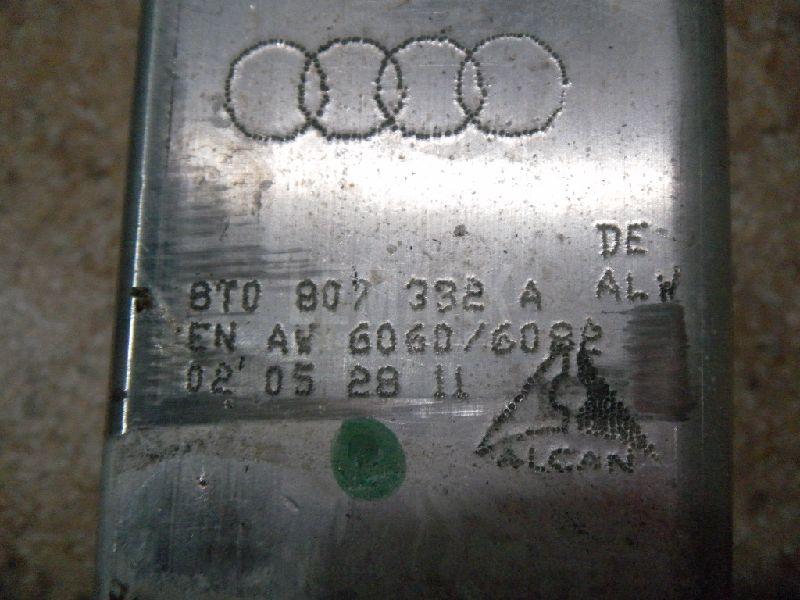 DE
ALW
8T0 807 332 A
EN AW 6060/6082
02 05 28 11
ALCAN